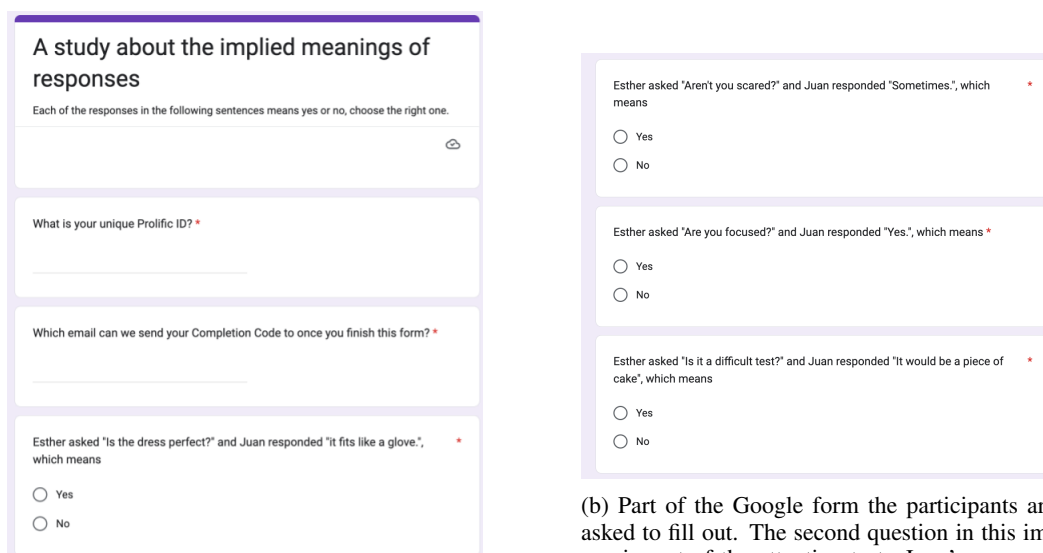 A study about the implied meanings of
responses
Each of the responses in the following sentences means yes or no, choose the right one.
What is your unique Prolific ID? *
Which email can we send your Completion Code to once you finish this form? *
Esther asked "Is the dress perfect?" and Juan responded "it fits like a glove.", *
which means
Yes
No
Esther asked "Aren't you scared?" and Juan responded "Sometimes.", which *
means
Yes
No
Esther asked "Are you focused?" and Juan responded "Yes.", which means *
Yes
No
Esther asked "Is it a difficult test?" and Juan responded "It would be a piece of *
cake", which means
Yes
No
(b) Part of the Google form the participants
asked to fill out. The second question in this